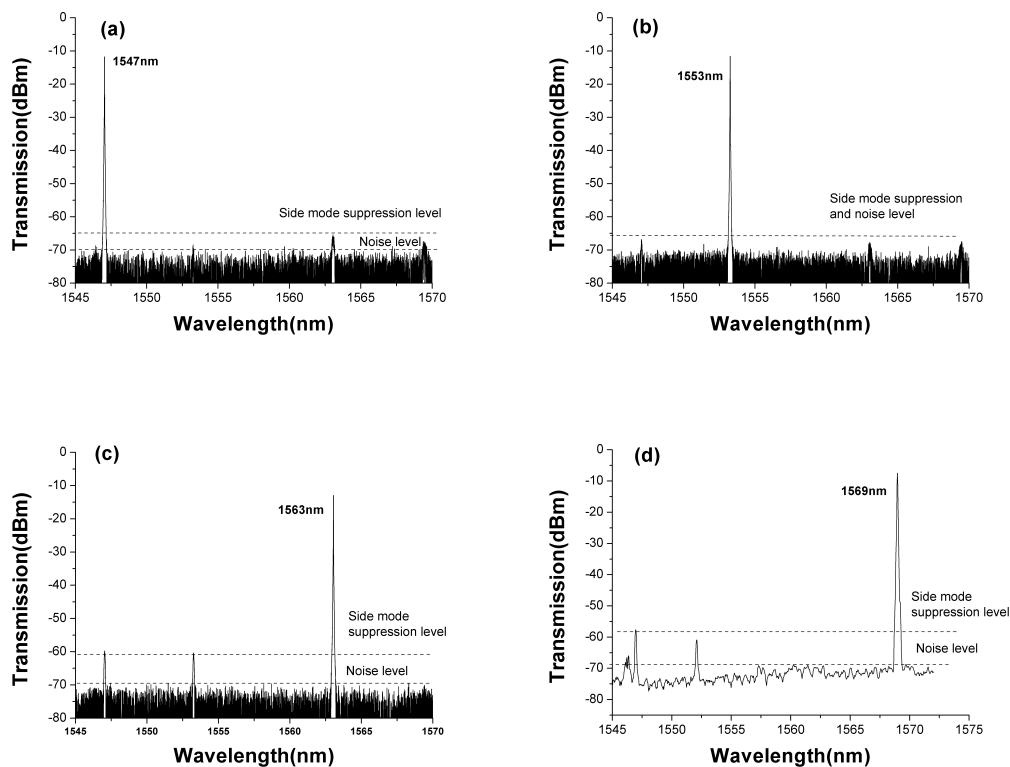 (a)
1547nm
Side mode suppression level
Noise level
Transmission(dBm)
0
-10
-20
-30
-40
-50
-60
-70
-80
1545
1550
1555
1560
1565
1570
Wavelength(nm)
(b)
1553nm
Side mode suppression
and noise level
Transmission(dBm)
0
-10
-20
-30
-40
-50
-60
-70
-80
1545
1550
1555
1560
1565
1570
Wavelength(nm)
(c)
1563nm
Side mode
suppression level
Noise level
Transmission(dBm)
0
-10
-20
-30
-40
-50
-60
-70
-80
1545
1550
1555
1560
1565
1570
Wavelength(nm)
(d)
1569nm
Side mode
suppression level
Noise level
Transmission(dBm)
0
-10
-20
-30
-40
-50
-60
-70
-80
1545
1550
1555
1560
1565
1570
1575
Wavelength(nm)